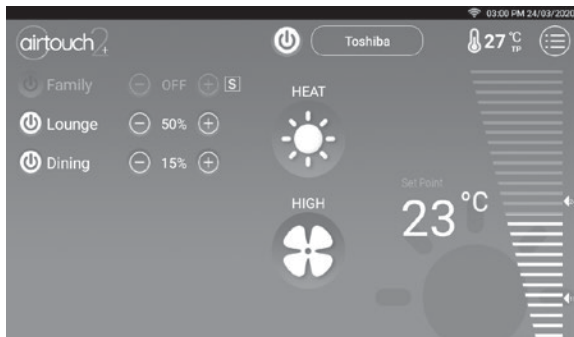 03:00 PM 24/03/2020
airtouch 2+
Toshiba
27 °C
TP
Family OFF S
HEAT
Lounge 50%
Dining 15%
Set Point
HIGH
23 °C